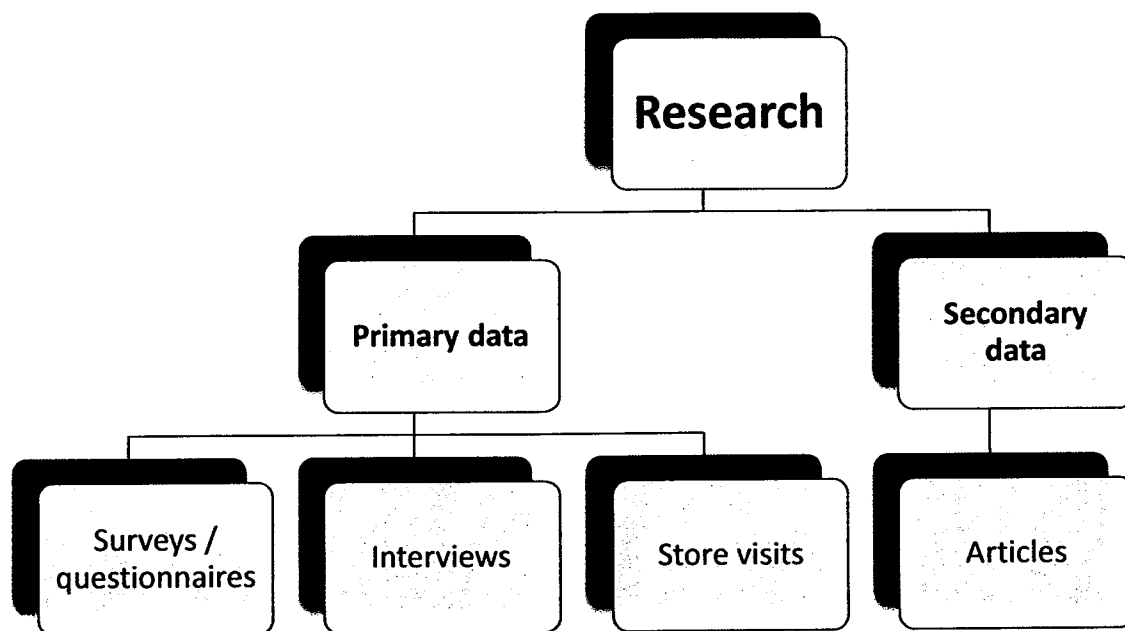 Research
Primary data
Secondary
data
Surveys /
questionnaires
Interviews
Store visits
Articles